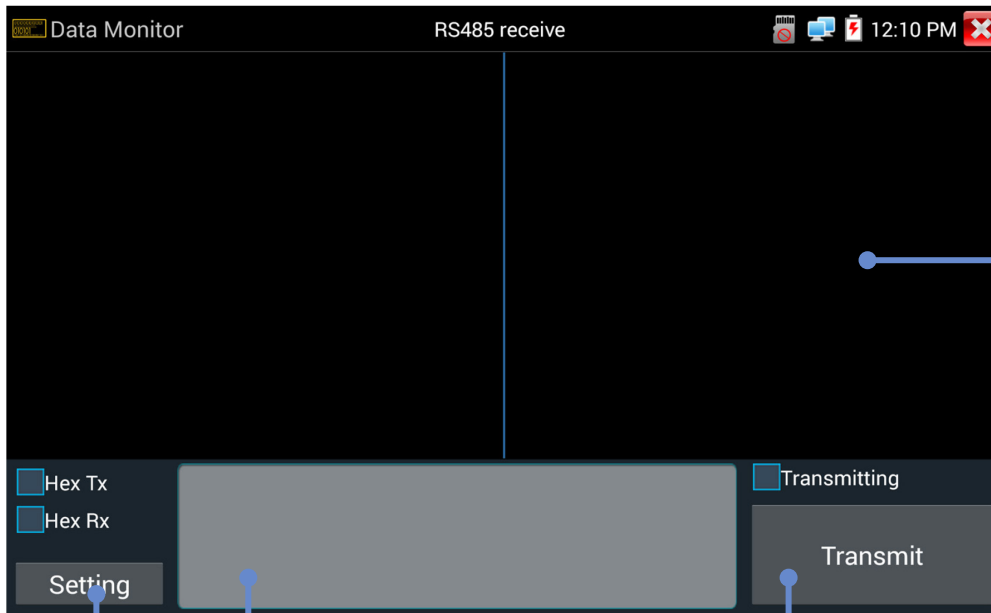 Data Monitor RS485 receive 12:10 PM
Hex Tx
Hex Rx
Setting
Transmitting
Transmit